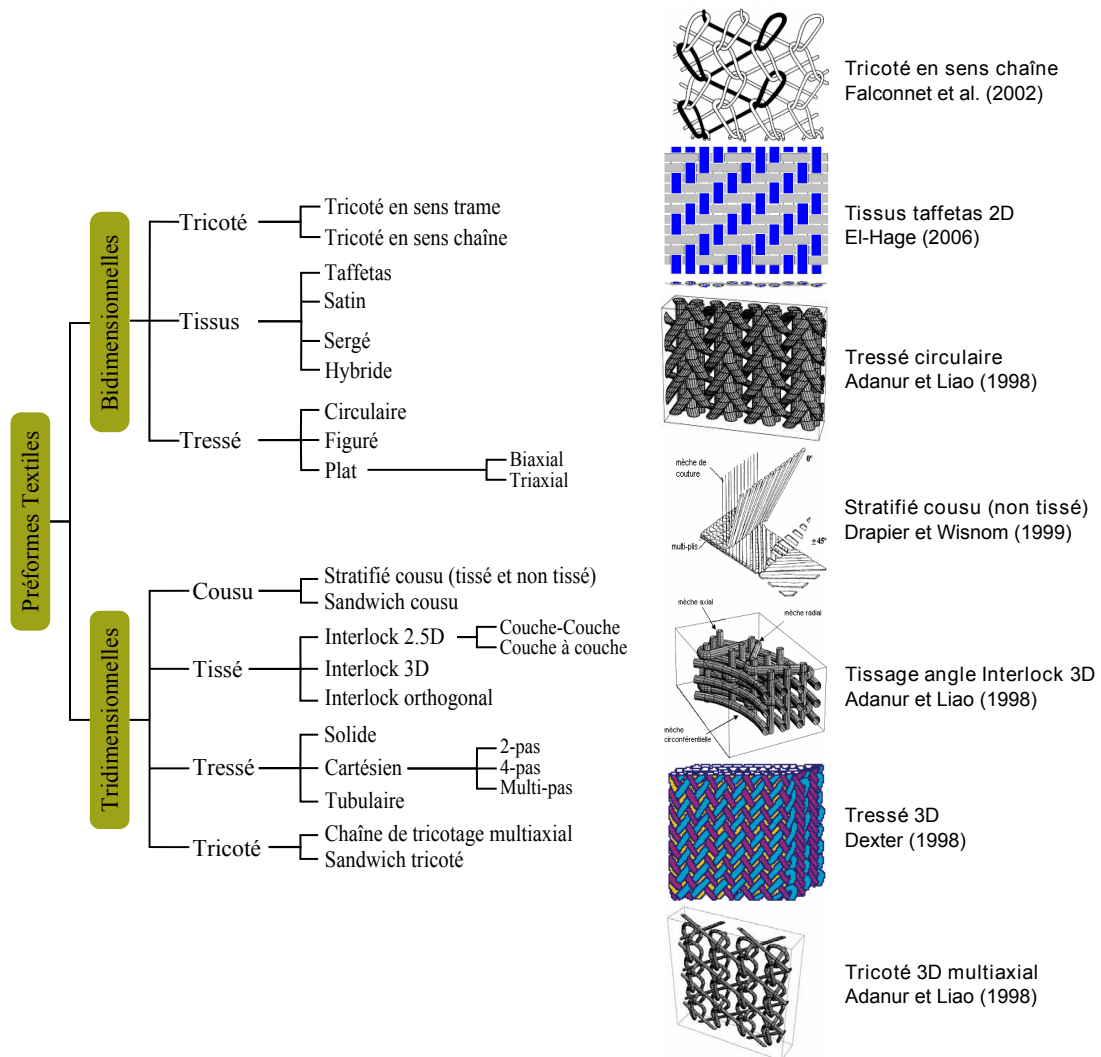 Préformes Textiles
Bidimensionnelles
Tricoté
Tricoté en sens trame
Tricoté en sens chaîne
Tissus
Taffetas
Satin
Sergé
Hybride
Tressé
Circulaire
Figuré
Plat
Biaxial
Triaxial
Tridimensionnelles
Cousu
Stratifié cousu (tissé et non tissé)
Sandwich cousu
Tissé
Interlock 2.5D
Couche-Couche
Couche à couche
Interlock 3D
Interlock orthogonal
Tressé
Solide
Cartésien
2-pas
4-pas
Multi-pas
Tubulaire
Tricoté
Chaîne de tricotage multiaxial
Sandwich tricoté
Tricoté en sens chaîne
Falconnet et al. (2002)
Tissus taffetas 2D
El-Hage (2006)
Tressé circulaire
Adanur et Liao (1998)
mèche de
couture
0°
multi-plis
±45°
Stratifié cousu (non tissé)
Drapier et Wisnom (1999)
mèche axial
mèche radial
mèche
circonférentielle
Tissage angle Interlock 3D
Adanur et Liao (1998)
Tressé 3D
Dexter (1998)
Tricoté 3D multiaxial
Adanur et Liao (1998)